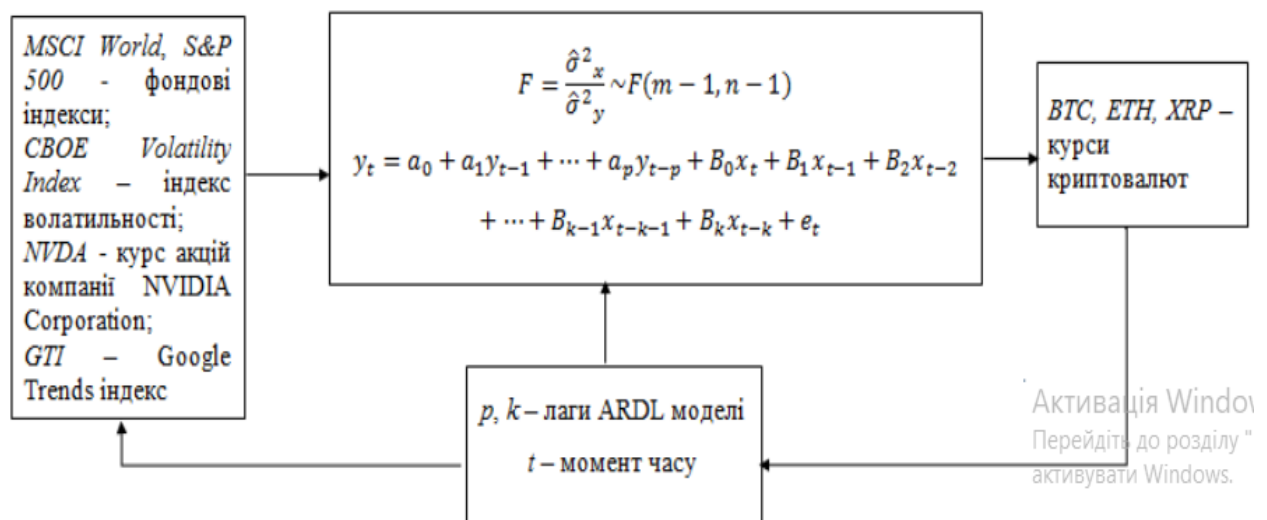 MSCI World, S&P
500 - фондові
індекси;
CBOE Volatility
Index – індекс
волатильності;
NVDA - курс акцій
компанії NVIDIA
Corporation;
GTI – Google
Trends індекс
F = σ̂²ₓ / σ̂²ᵧ ~F(m − 1, n − 1)
yₜ = a₀ + a₁yₜ₋₁ + ⋯ + aₚyₜ₋ₚ + B₀xₜ + B₁xₜ₋₁ + B₂xₜ₋₂
+ ⋯ + Bₖ₋₁xₜ₋ₖ₋₁ + Bₖxₜ₋ₖ + eₜ
BTC, ETH, XRP –
курси
криптовалют
p, k – лаги ARDL моделі
t – момент часу
Активація Windov
Перейдіть до розділу "
активувати Windows.